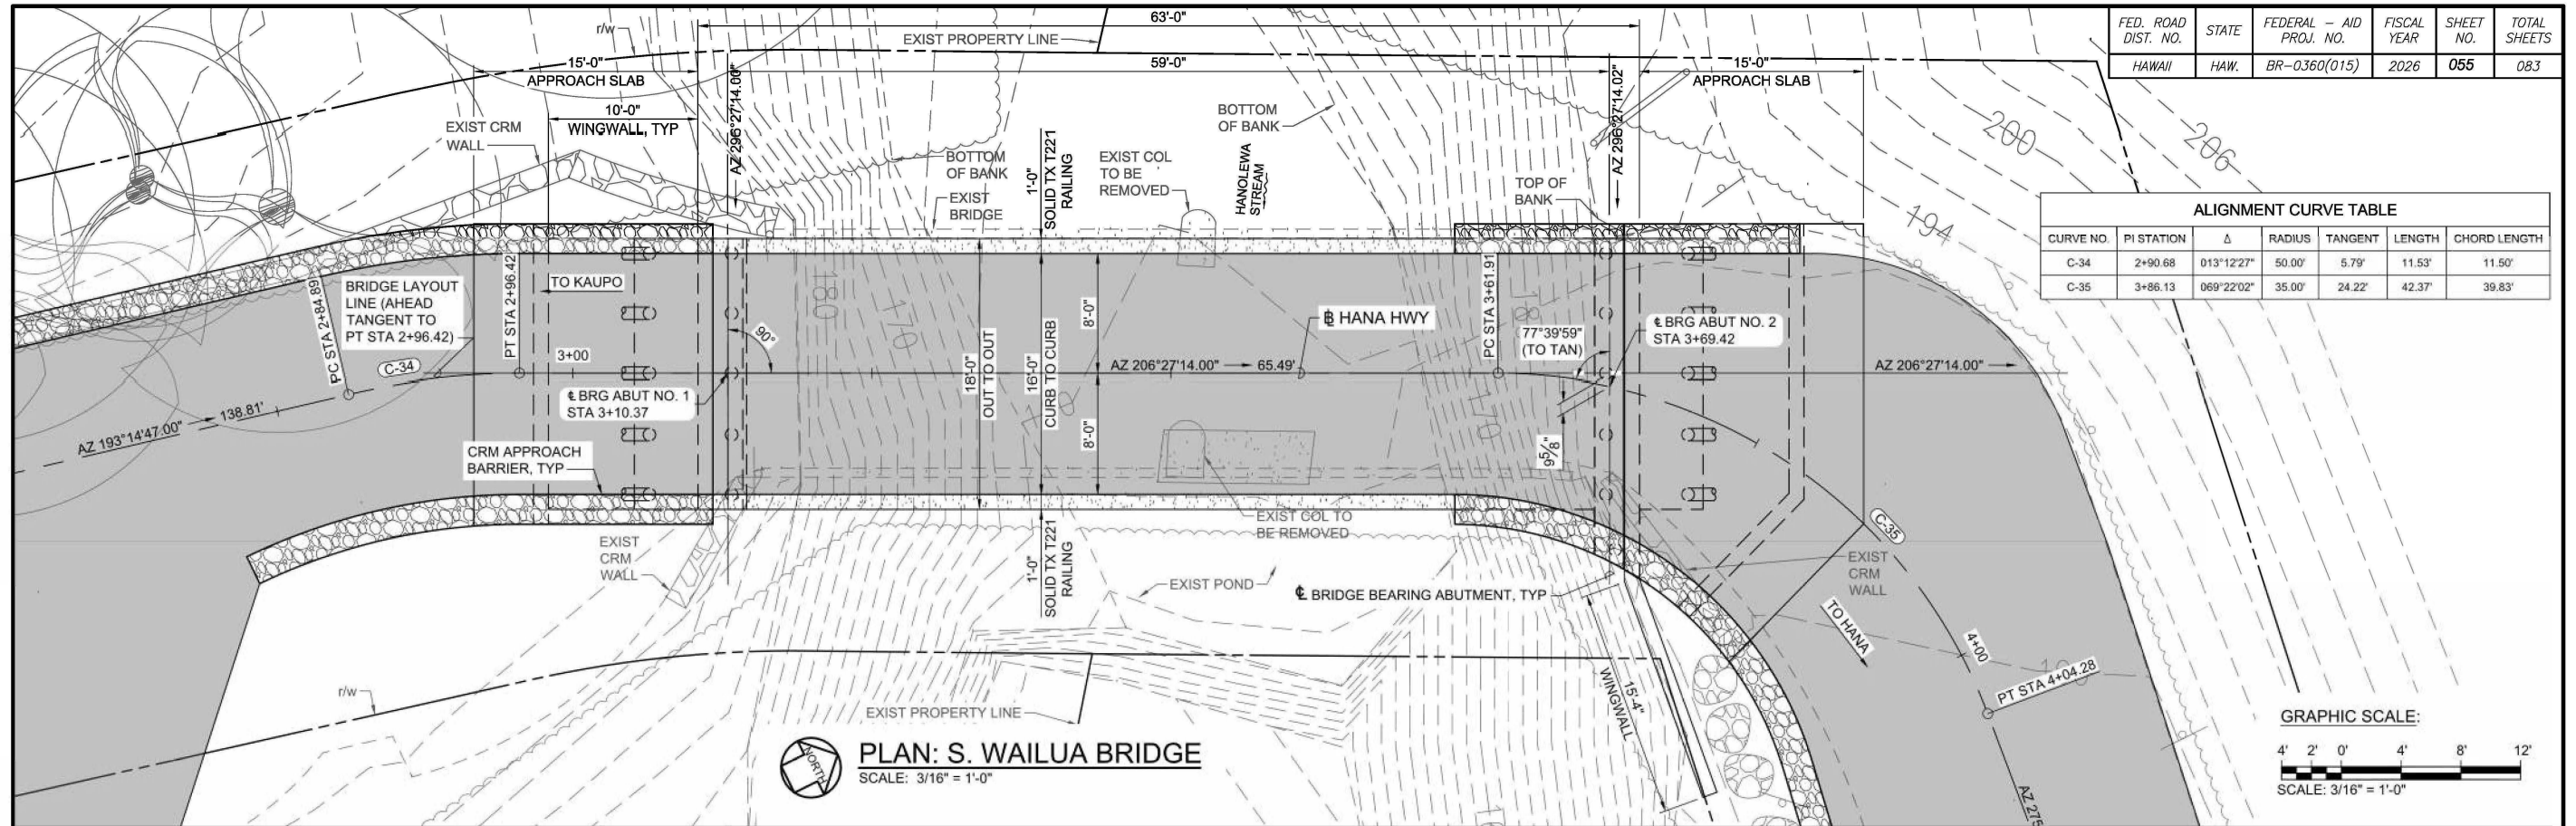 FED. ROAD DIST. NO. STATE FEDERAL – AID PROJ. NO. FISCAL YEAR SHEET NO. TOTAL SHEETS
HAWAII HAW. BR–0360(015) 2026 055 083
r/w
63'-0"
EXIST PROPERTY LINE
15'-0"
APPROACH SLAB
59'-0"
15'-0"
APPROACH SLAB
10'-0"
WINGWALL, TYP
AZ 296°27'14.00"
AZ 296°27'14.02"
EXIST CRM
WALL
BOTTOM
OF BANK
BOTTOM
OF BANK
EXIST COL
TO BE
REMOVED
HANOLEWA
STREAM
1'-0"
SOLID TX T221
RAILING
EXIST
BRIDGE
TOP OF
BANK
200
206
194
ALIGNMENT CURVE TABLE
CURVE NO. PI STATION Δ RADIUS TANGENT LENGTH CHORD LENGTH
C-34 2+90.68 013°12'27" 50.00' 5.79' 11.53' 11.50'
C-35 3+86.13 069°22'02" 35.00' 24.22' 42.37' 39.83'
PC STA 2+84.89
BRIDGE LAYOUT
LINE (AHEAD
TANGENT TO
PT STA 2+96.42)
PT STA 2+96.42
TO KAUPO
C-34
3+00
90°
180
170
18'-0"
OUT TO OUT
16'-0"
CURB TO CURB
8'-0"
8'-0"
℄ BRG ABUT NO. 1
STA 3+10.37
AZ 206°27'14.00" 65.49'
HANA HWY
PC STA 3+61.91
77°39'59"
(TO TAN)
℄ BRG ABUT NO. 2
STA 3+69.42
AZ 206°27'14.00"
AZ 193°14'47.00" 138.81'
CRM APPROACH
BARRIER, TYP
9⅝"
EXIST COL TO
BE REMOVED
EXIST
CRM
WALL
1'-0"
SOLID TX T221
RAILING
EXIST POND
℄ BRIDGE BEARING ABUTMENT, TYP
C-35
EXIST
CRM
WALL
TO HANA
4+00
PT STA 4+04.28
15'-4"
WINGWALL
r/w
EXIST PROPERTY LINE
NORTH
PLAN: S. WAILUA BRIDGE
SCALE: 3/16" = 1'-0"
GRAPHIC SCALE:
4' 2' 0' 4' 8' 12'
SCALE: 3/16" = 1'-0"
AZ 275